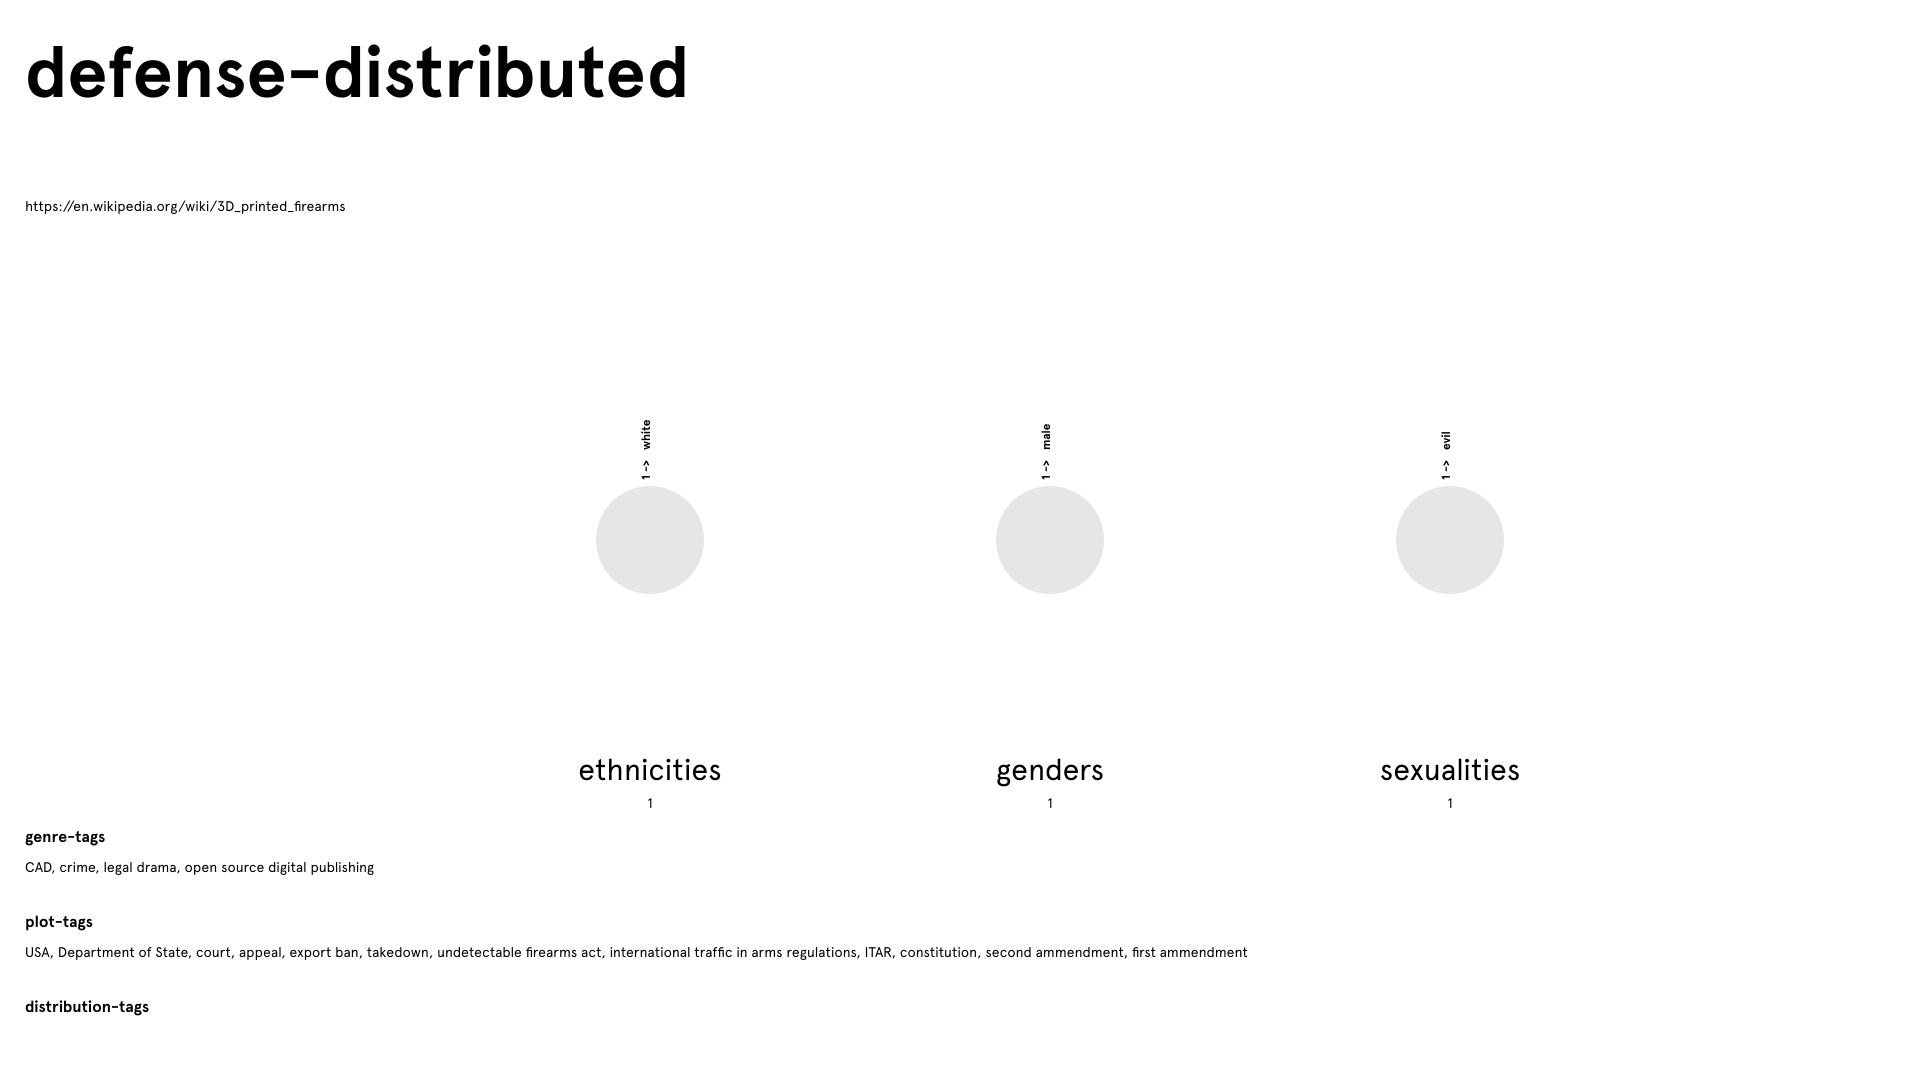 defense-distributed
https://en.wikipedia.org/wiki/3D_printed_firearms
1 -> white
1 -> male
1 -> evil
ethnicities
genders
sexualities
1
1
1
genre-tags
CAD, crime, legal drama, open source digital publishing
plot-tags
USA, Department of State, court, appeal, export ban, takedown, undetectable firearms act, international traffic in arms regulations, ITAR, constitution, second ammendment, first ammendment
distribution-tags